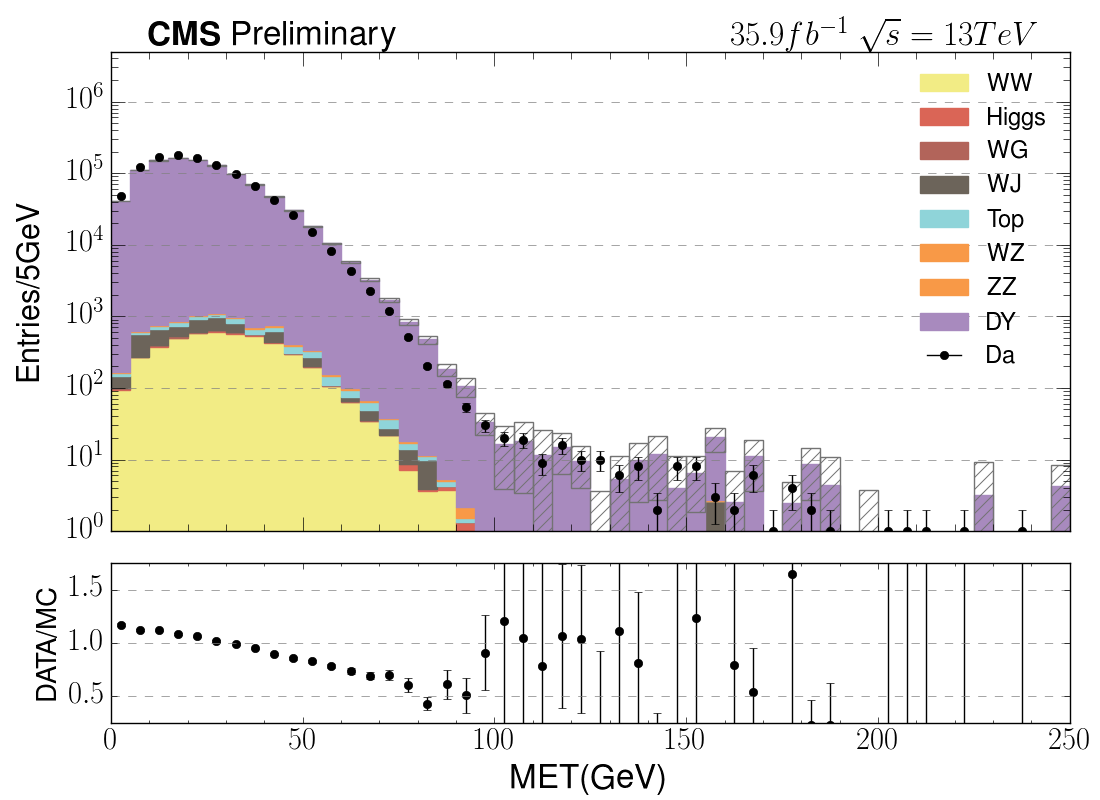 CMS Preliminary 35.9fb⁻¹ √s = 13TeV
Entries/5GeV
10⁶
10⁵
10⁴
10³
10²
10¹
10⁰
WW
Higgs
WG
WJ
Top
WZ
ZZ
DY
Da
DATA/MC
1.5
1.0
0.5
0 50 100 150 200 250
MET(GeV)